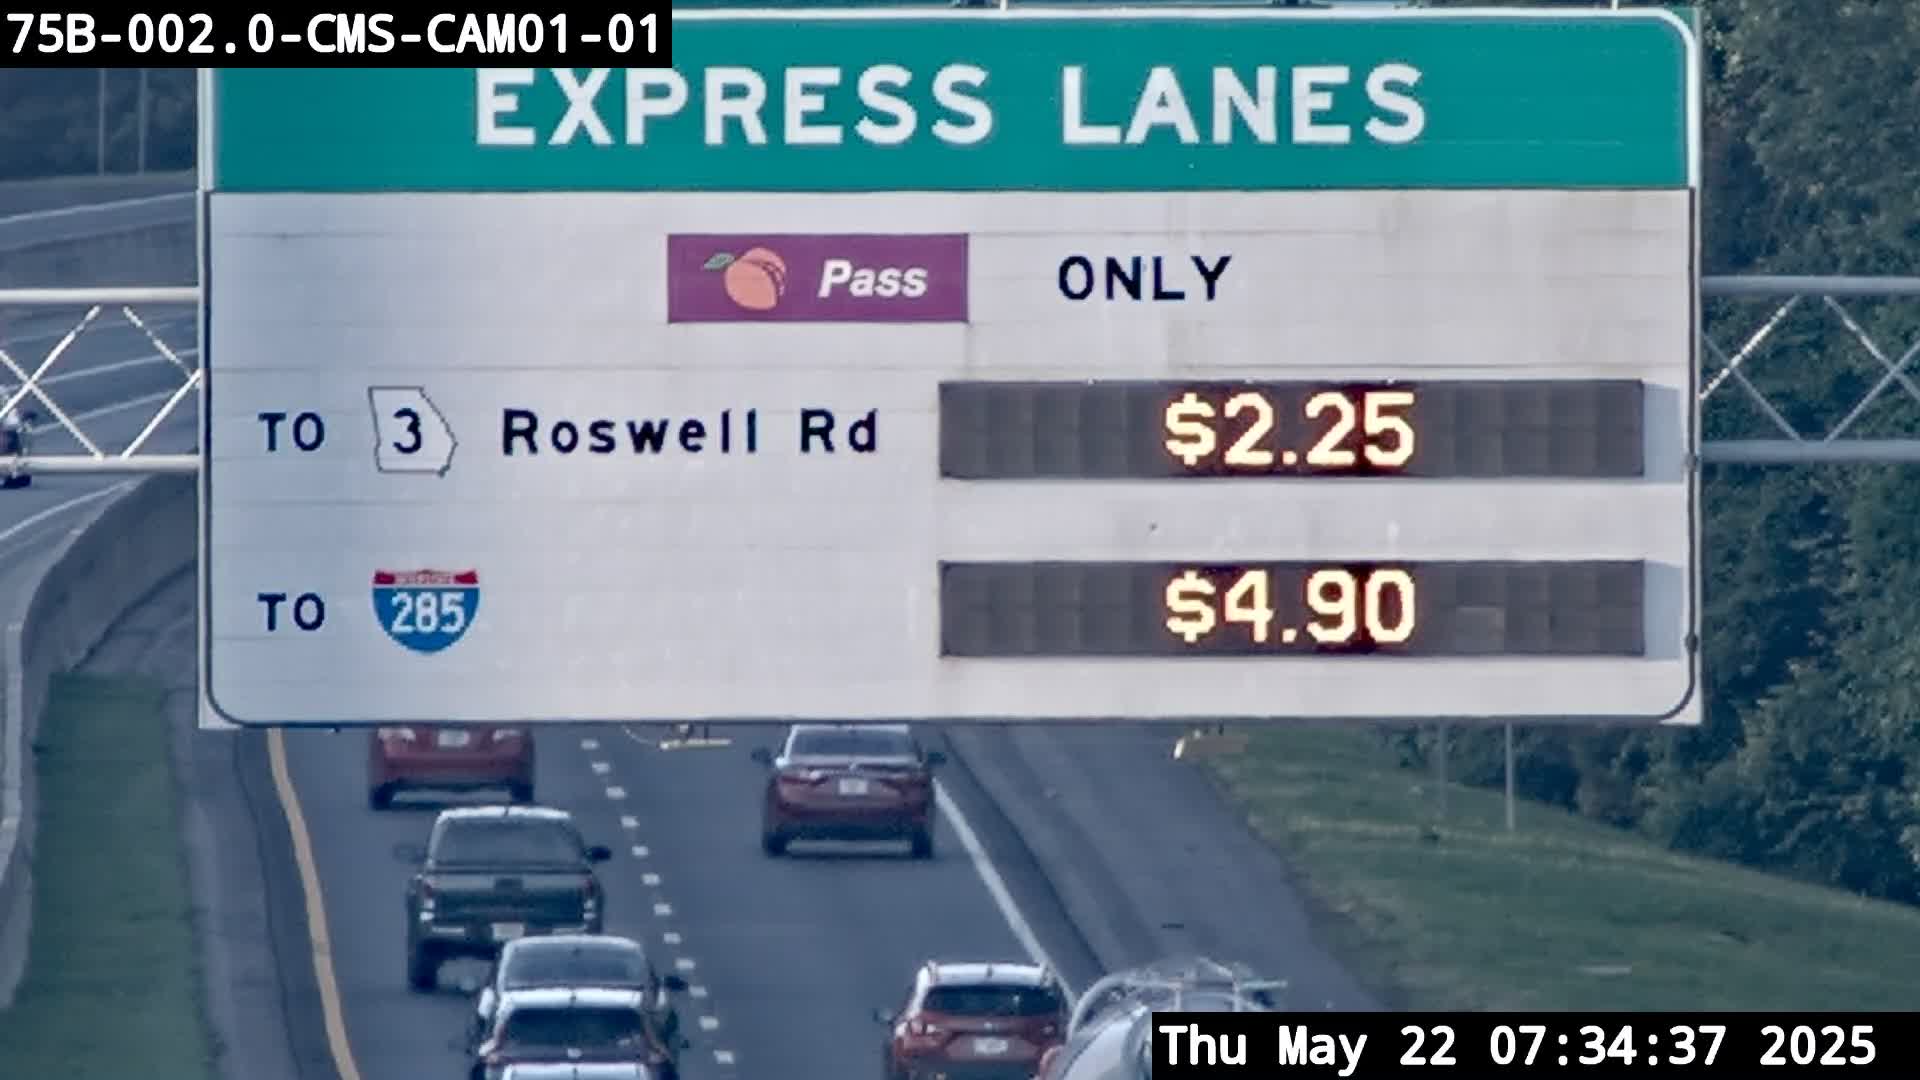 75B-002.0-CMS-CAM01-01
EXPRESS LANES
Pass ONLY
TO 3 Roswell Rd $2.25
TO 285 $4.90
Thu May 22 07:34:37 2025